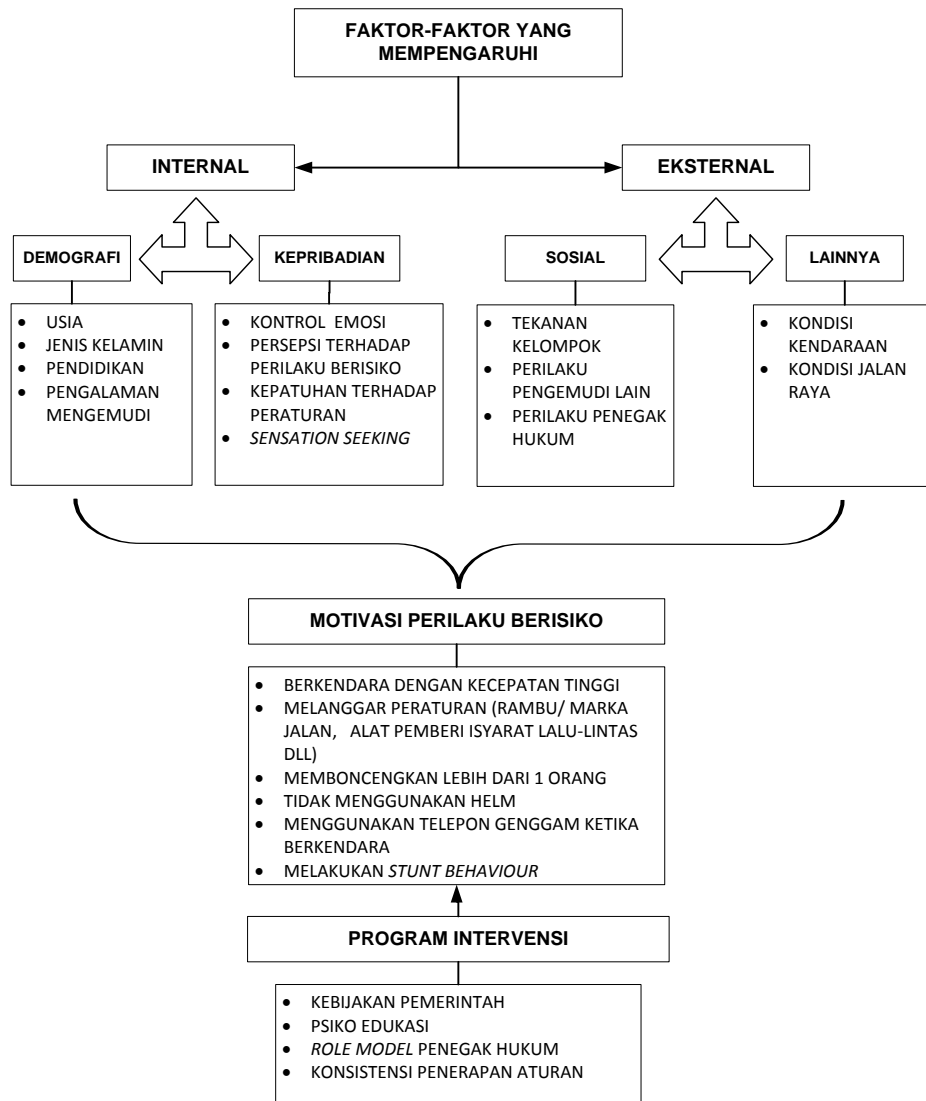 FAKTOR-FAKTOR YANG
MEMPENGARUHI
INTERNAL
EKSTERNAL
DEMOGRAFI
KEPRIBADIAN
SOSIAL
LAINNYA
• USIA
• JENIS KELAMIN
• PENDIDIKAN
• PENGALAMAN
MENGEMUDI
• KONTROL EMOSI
• PERSEPSI TERHADAP
PERILAKU BERISIKO
• KEPATUHAN TERHADAP
PERATURAN
• SENSATION SEEKING
• TEKANAN
KELOMPOK
• PERILAKU
PENGEMUDI LAIN
• PERILAKU PENEGAK
HUKUM
• KONDISI
KENDARAAN
• KONDISI JALAN
RAYA
MOTIVASI PERILAKU BERISIKO
• BERKENDARA DENGAN KECEPATAN TINGGI
• MELANGGAR PERATURAN (RAMBU/ MARKA
JALAN, ALAT PEMBERI ISYARAT LALU-LINTAS
DLL)
• MEMBONCENGKAN LEBIH DARI 1 ORANG
• TIDAK MENGGUNAKAN HELM
• MENGGUNAKAN TELEPON GENGGAM KETIKA
BERKENDARA
• MELAKUKAN STUNT BEHAVIOUR
PROGRAM INTERVENSI
• KEBIJAKAN PEMERINTAH
• PSIKO EDUKASI
• ROLE MODEL PENEGAK HUKUM
• KONSISTENSI PENERAPAN ATURAN